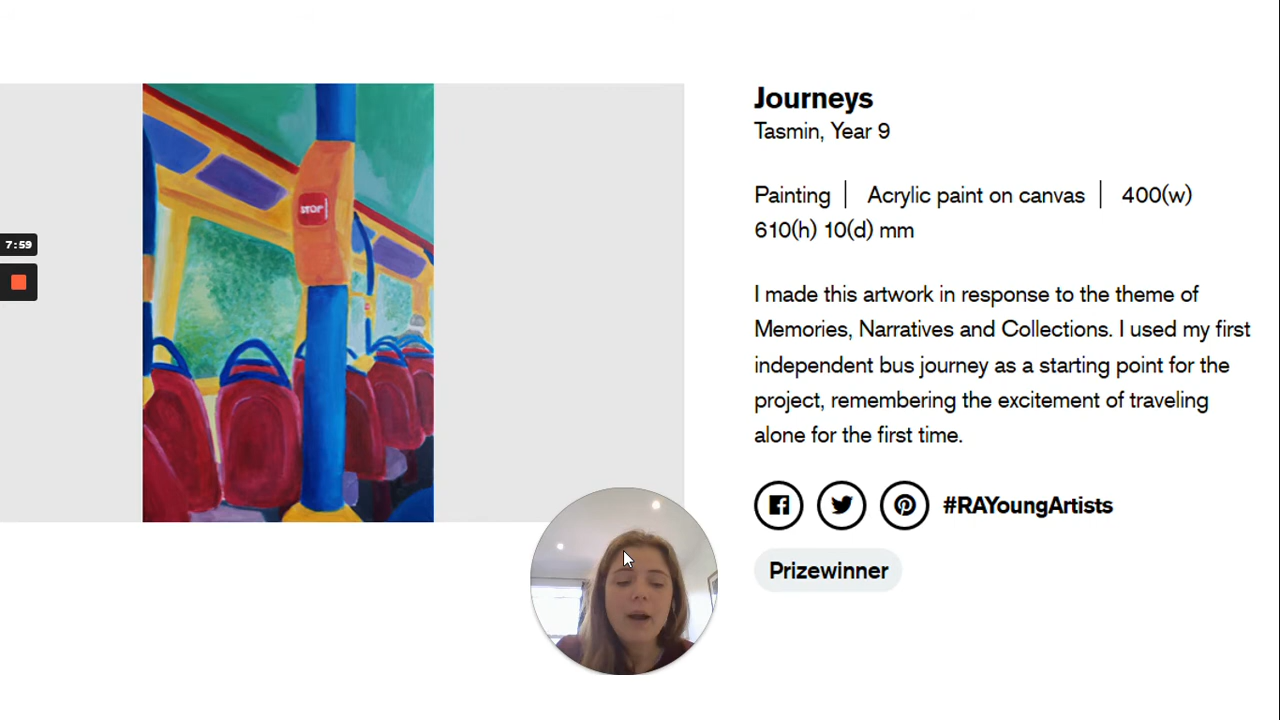 7:59
STOP
Journeys
Tasmin, Year 9
Painting | Acrylic paint on canvas | 400(w)
610(h) 10(d) mm
I made this artwork in response to the theme of
Memories, Narratives and Collections. I used my first
independent bus journey as a starting point for the
project, remembering the excitement of traveling
alone for the first time.
#RAYoungArtists
Prizewinner